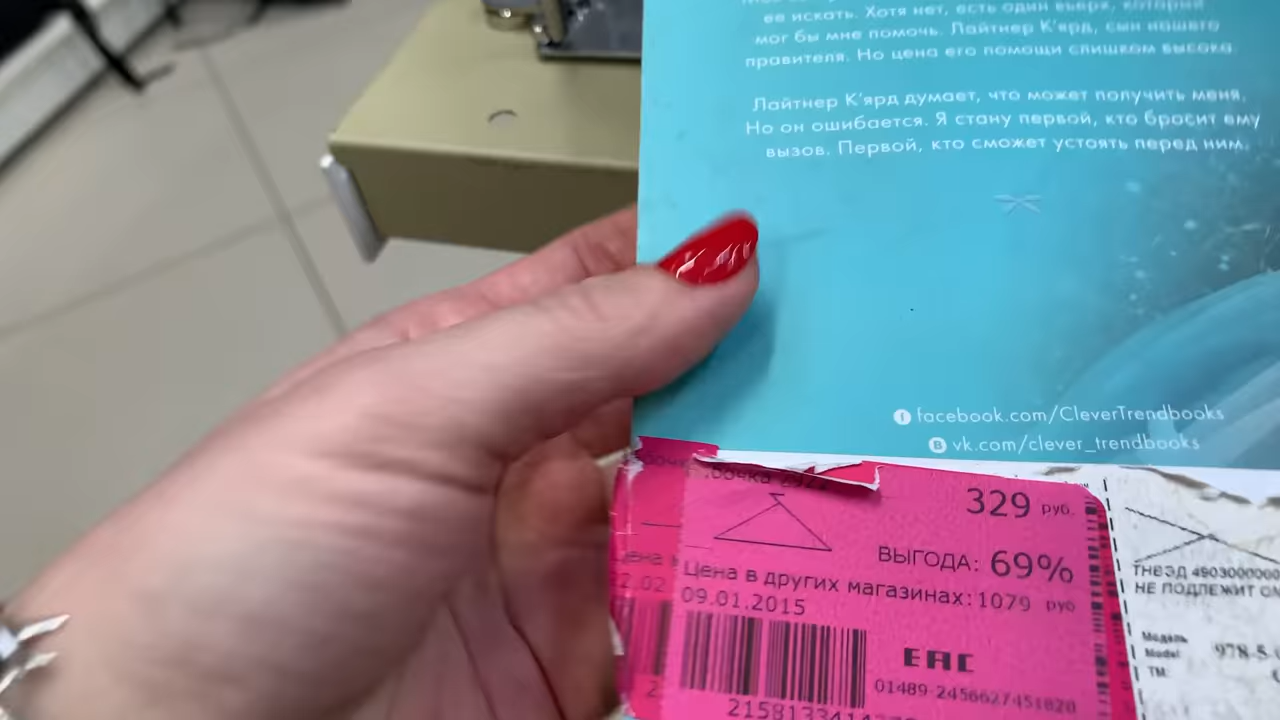 ее искать. Хотя нет, есть один вьери, который
мог бы мне помочь. Лайтнер К'ярд, сын нашего
правителя. Но цена его помощи слишком высока.
Лайтнер К'ярд думает, что может получить меня.
Но он ошибается. Я стану первой, кто бросит ему
вызов. Первой, кто сможет устоять перед ним.
facebook.com/CleverTrendbooks
vk.com/clever_trendbooks
329 руб.
ВЫГОДА: 69%
Цена в других магазинах: 1079 руб
09.01.2015
EAC
01489-2456627451820
ТНВЭД 4903000000
НЕ ПОДЛЕЖИТ
Модель
Model:
978-5-
ТМ: